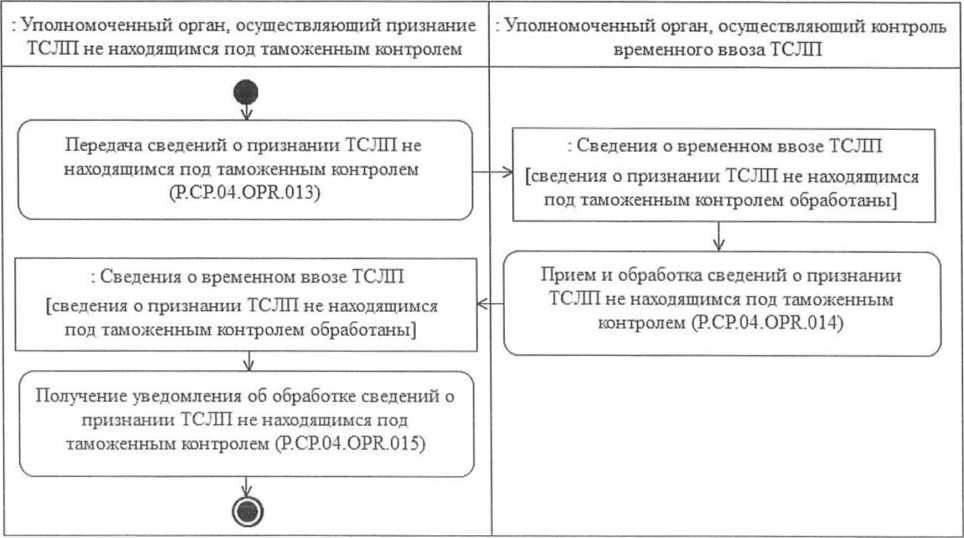 : Уполномоченный орган, осуществляющий признание
ТСЛП не находящимся под таможенным контролем
: Уполномоченный орган, осуществляющий контроль
временного ввоза ТСЛП
Передача сведений о признании ТСЛП не
находящимся под таможенным контролем
(P.CP.04.OPR.013)
: Сведения о временном ввозе ТСЛП
[сведения о признании ТСЛП не находящимся
под таможенным контролем обработаны]
Прием и обработка сведений о признании
ТСЛП не находящимся под таможенным
контролем (P.CP.04.OPR.014)
: Сведения о временном ввозе ТСЛП
[сведения о признании ТСЛП не находящимся
под таможенным контролем обработаны]
Получение уведомления об обработке сведений о
признании ТСЛП не находящимся под
таможенным контролем (P.CP.04.OPR.015)